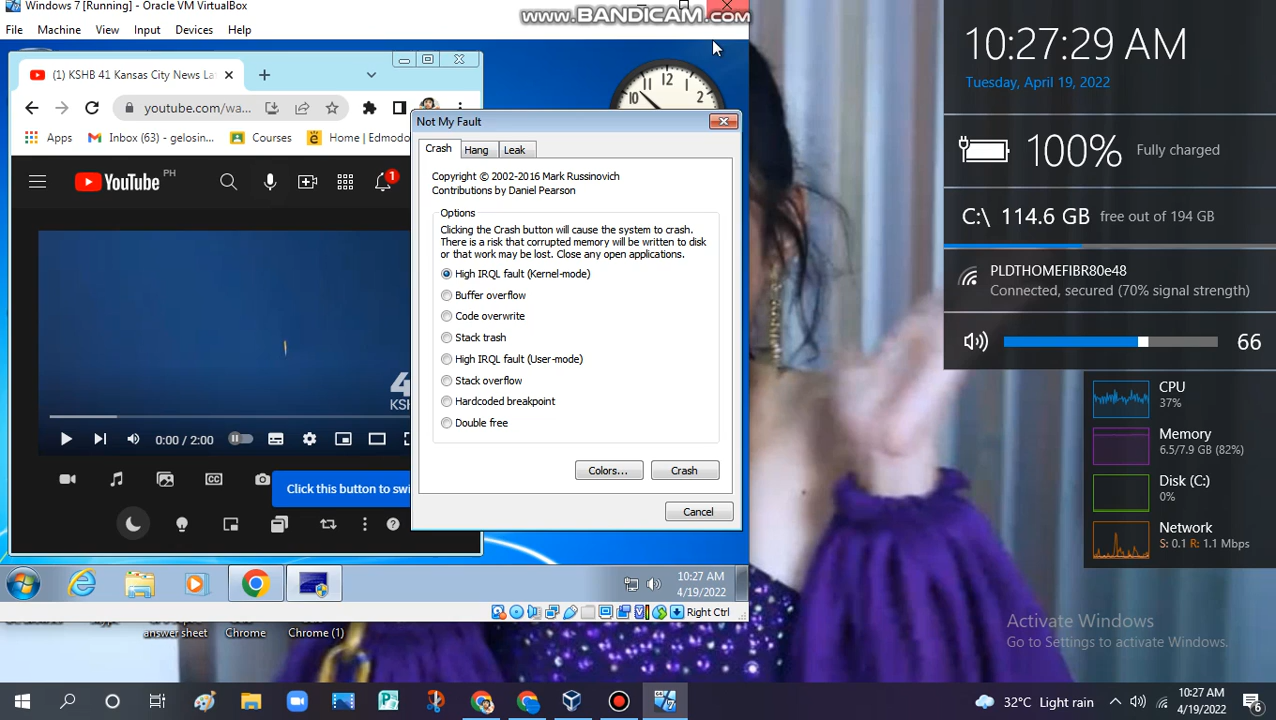 Windows 7 [Running] - Oracle VM VirtualBox
www.BANDICAM.com
File Machine View Input Devices Help
(1) KSHB 41 Kansas City News La
youtube.com/wa...
Apps Inbox (63) - gelosin... Courses Home | Edmodo
YouTube PH
1
4
KSH
0:00 / 2:00
CC
Click this button to swi
12
10
2
Not My Fault
Crash Hang Leak
Copyright © 2002-2016 Mark Russinovich
Contributions by Daniel Pearson
Options
Clicking the Crash button will cause the system to crash.
There is a risk that corrupted memory will be written to disk
or that work may be lost. Close any open applications.
High IRQL fault (Kernel-mode)
Buffer overflow
Code overwrite
Stack trash
High IRQL fault (User-mode)
Stack overflow
Hardcoded breakpoint
Double free
Colors... Crash
Cancel
10:27 AM
4/19/2022
Right Ctrl
answer sheet
Chrome
Chrome (1)
10:27:29 AM
Tuesday, April 19, 2022
100% Fully charged
C:\ 114.6 GB free out of 194 GB
PLDTHOMEFIBR80e48
Connected, secured (70% signal strength)
66
CPU
37%
Memory
6.5/7.9 GB (82%)
Disk (C:)
0%
Network
S: 0.1 R: 1.1 Mbps
Activate Windows
Go to Settings to activate Windows.
32°C Light rain
10:27 AM
4/19/2022
6